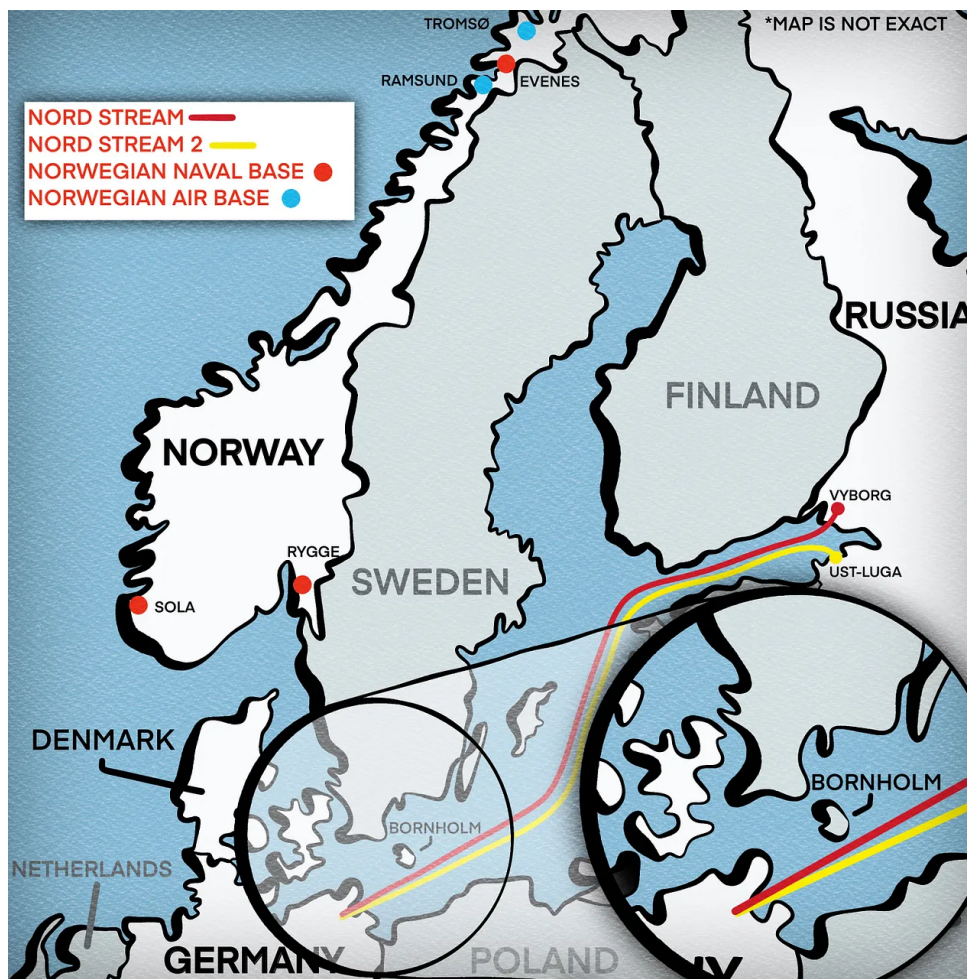 TROMSØ
*MAP IS NOT EXACT
RAMSUND
EVENES
NORD STREAM
NORD STREAM 2
NORWEGIAN NAVAL BASE
NORWEGIAN AIR BASE
RUSSIA
FINLAND
NORWAY
VYBORG
RYGGE
UST-LUGA
SWEDEN
SOLA
DENMARK
BORNHOLM
BORNHOLM
NETHERLANDS
GERMANY
POLAND
NY